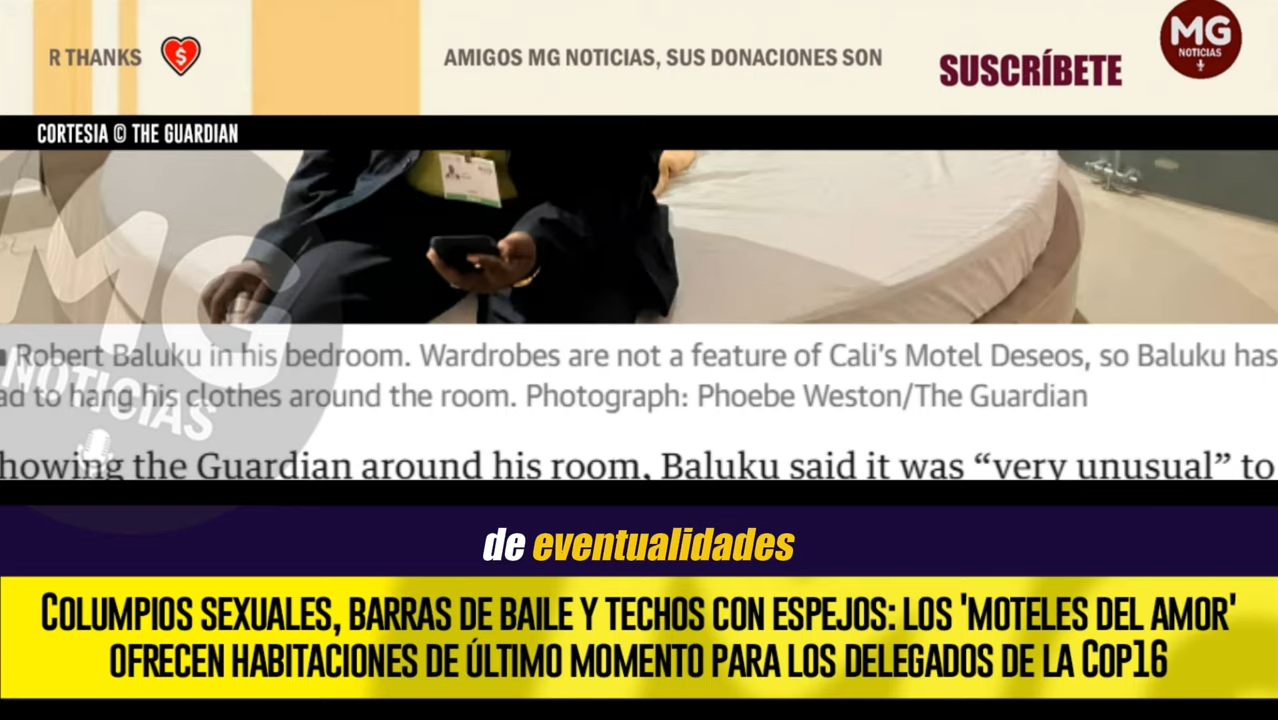 R THANKS
AMIGOS MG NOTICIAS, SUS DONACIONES SON
SUSCRÍBETE
MG
NOTICIAS
CORTESIA © THE GUARDIAN
MG
NOTICIAS
Robert Baluku in his bedroom. Wardrobes are not a feature of Cali’s Motel Deseos, so Baluku has
ad to hang his clothes around the room. Photograph: Phoebe Weston/The Guardian
howing the Guardian around his room, Baluku said it was “very unusual” to
de eventualidades
COLUMPIOS SEXUALES, BARRAS DE BAILE Y TECHOS CON ESPEJOS: LOS 'MOTELES DEL AMOR'
OFRECEN HABITACIONES DE ÚLTIMO MOMENTO PARA LOS DELEGADOS DE LA COP16